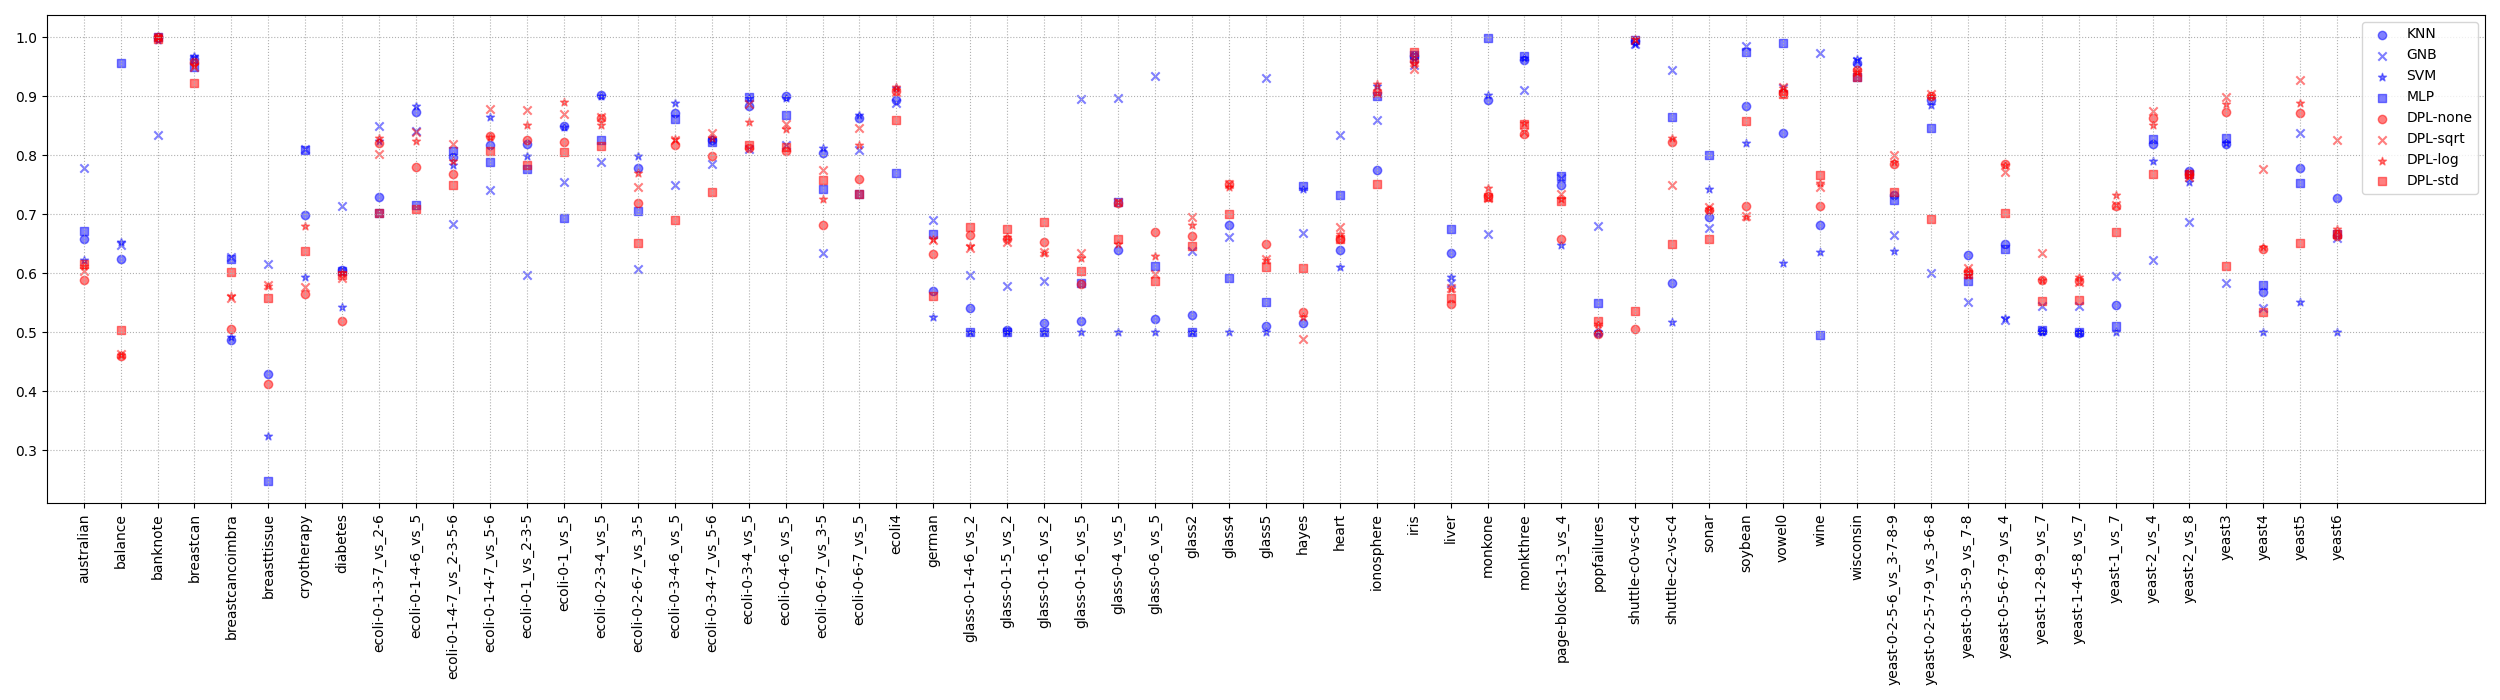 1.0
0.9
0.8
0.7
0.6
0.5
0.4
0.3
KNN
GNB
SVM
MLP
DPL-none
DPL-sqrt
DPL-log
DPL-std
australian
balance
banknote
breastcan
breastcancoimbra
breasttissue
cryotherapy
diabetes
ecoli-0-1-3-7_vs_2-6
ecoli-0-1-4-6_vs_5
ecoli-0-1-4-7_vs_2-3-5-6
ecoli-0-1-4-7_vs_5-6
ecoli-0-1_vs_2-3-5
ecoli-0-1_vs_5
ecoli-0-2-3-4_vs_5
ecoli-0-2-6-7_vs_3-5
ecoli-0-3-4-6_vs_5
ecoli-0-3-4-7_vs_5-6
ecoli-0-3-4_vs_5
ecoli-0-4-6_vs_5
ecoli-0-6-7_vs_3-5
ecoli-0-6-7_vs_5
ecoli4
german
glass-0-1-4-6_vs_2
glass-0-1-5_vs_2
glass-0-1-6_vs_2
glass-0-1-6_vs_5
glass-0-4_vs_5
glass-0-6_vs_5
glass2
glass4
glass5
hayes
heart
ionosphere
iris
liver
monkone
monkthree
page-blocks-1-3_vs_4
popfailures
shuttle-c0-vs-c4
shuttle-c2-vs-c4
sonar
soybean
vowel0
wine
wisconsin
yeast-0-2-5-6_vs_3-7-8-9
yeast-0-2-5-7-9_vs_3-6-8
yeast-0-3-5-9_vs_7-8
yeast-0-5-6-7-9_vs_4
yeast-1-2-8-9_vs_7
yeast-1-4-5-8_vs_7
yeast-1_vs_7
yeast-2_vs_4
yeast-2_vs_8
yeast3
yeast4
yeast5
yeast6